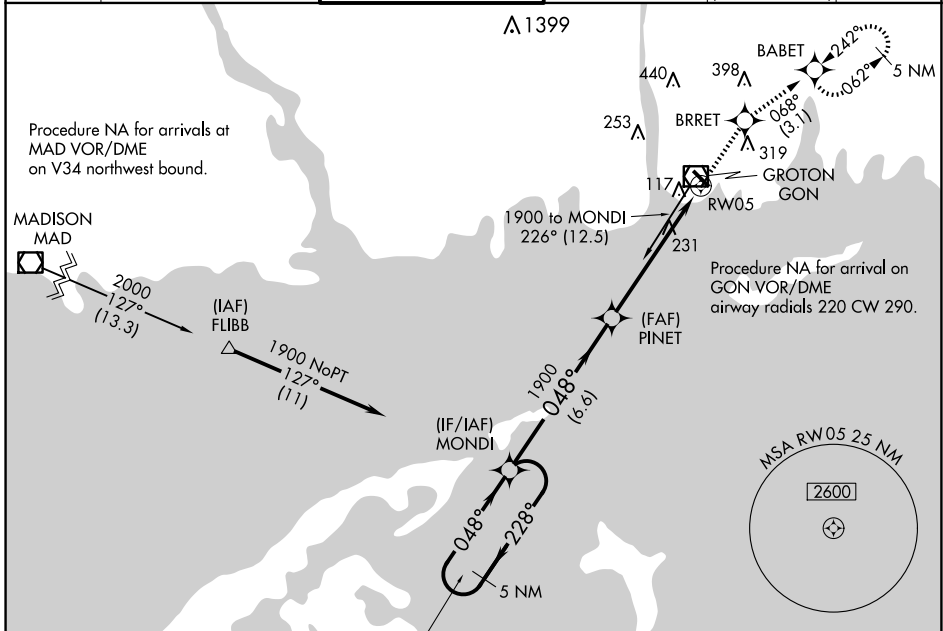 1399
BABET
242°
062°
5 NM
440
398
068°
(3.1)
BRRET
253
319
Procedure NA for arrivals at
MAD VOR/DME
on V34 northwest bound.
117
GROTON
GON
RW05
1900 to MONDI
226° (12.5)
231
MADISON
MAD
Procedure NA for arrival on
GON VOR/DME
airway radials 220 CW 290.
2000
127°
(13.3)
(IAF)
FLIBB
(FAF)
PINET
1900 NoPT
127°
(11)
1900
048°
(6.6)
(IF/IAF)
MONDI
MSA RW05 25 NM
2600
048°
228°
5 NM